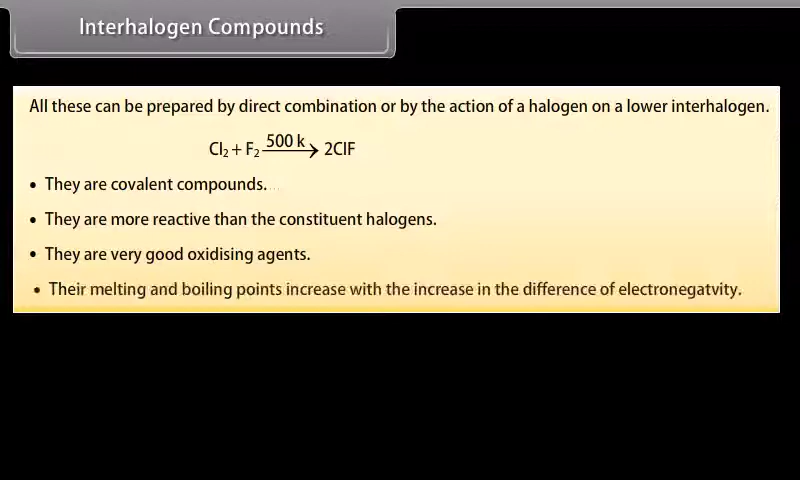 Interhalogen Compounds
All these can be prepared by direct combination or by the action of a halogen on a lower interhalogen.
Cl₂ + F₂ —500 k→ 2ClF
• They are covalent compounds.
• They are more reactive than the constituent halogens.
• They are very good oxidising agents.
• Their melting and boiling points increase with the increase in the difference of electronegatvity.